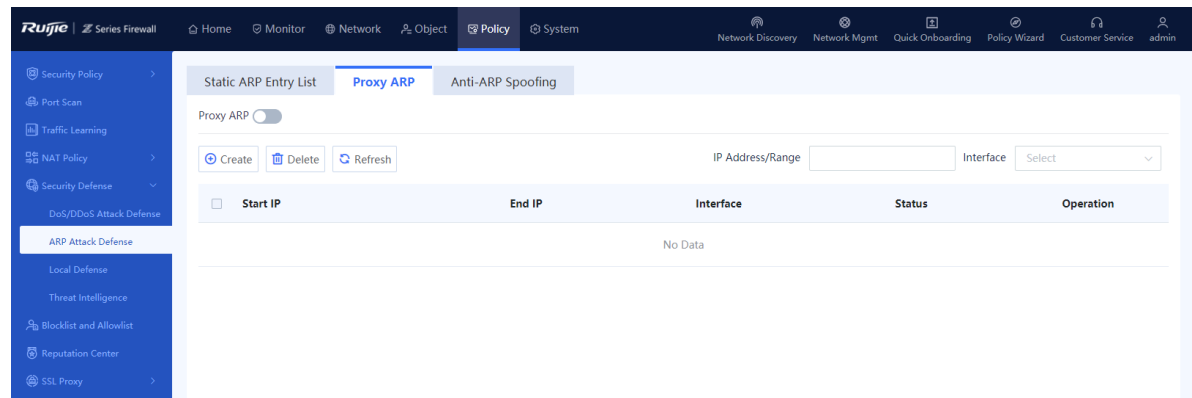 Ruijie | Z Series Firewall
Home Monitor Network Object Policy System
Network Discovery Network Mgmt Quick Onboarding Policy Wizard Customer Service admin
Security Policy
Port Scan
Traffic Learning
NAT Policy
Security Defense
DoS/DDoS Attack Defense
ARP Attack Defense
Local Defense
Threat Intelligence
Blocklist and Allowlist
Reputation Center
SSL Proxy
Static ARP Entry List Proxy ARP Anti-ARP Spoofing
Proxy ARP
Create Delete Refresh IP Address/Range Interface Select
Start IP End IP Interface Status Operation
No Data